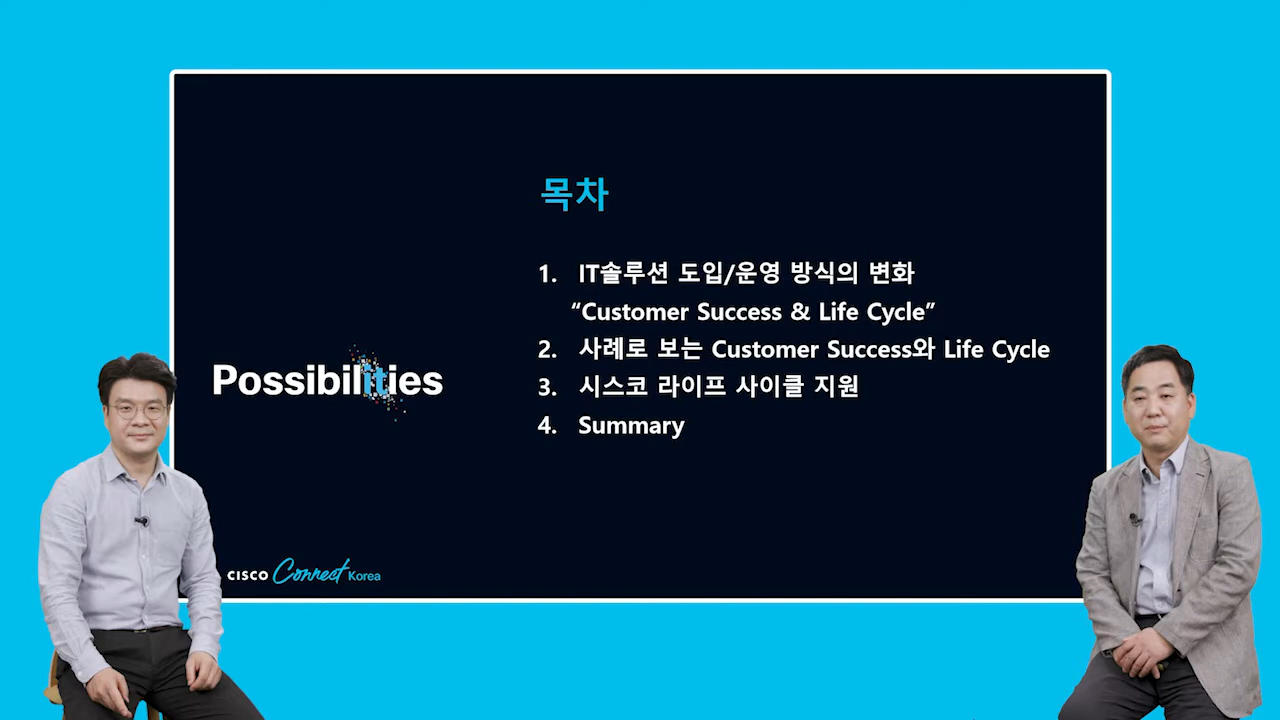 목차
1. IT솔루션 도입/운영 방식의 변화
“Customer Success & Life Cycle”
2. 사례로 보는 Customer Success와 Life Cycle
3. 시스코 라이프 사이클 지원
4. Summary
Possibilities
CISCO Connect Korea